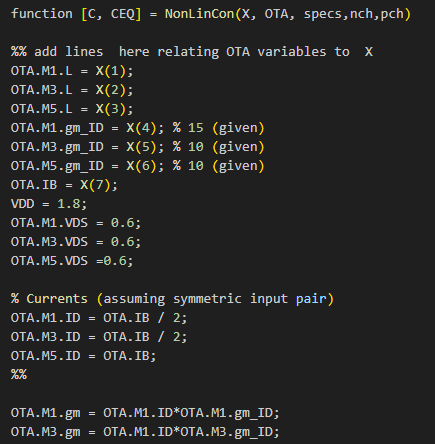 function [C, CEQ] = NonLinCon(X, OTA, specs,nch,pch)
%% add lines  here relating OTA variables to  X
OTA.M1.L = X(1);
OTA.M3.L = X(2);
OTA.M5.L = X(3);
OTA.M1.gm_ID = X(4); % 15 (given)
OTA.M3.gm_ID = X(5); % 10 (given)
OTA.M5.gm_ID = X(6); % 10 (given)
OTA.IB = X(7);
VDD = 1.8;
OTA.M1.VDS = 0.6;
OTA.M3.VDS = 0.6;
OTA.M5.VDS =0.6;
% Currents (assuming symmetric input pair)
OTA.M1.ID = OTA.IB / 2;
OTA.M3.ID = OTA.IB / 2;
OTA.M5.ID = OTA.IB;
%%
OTA.M1.gm = OTA.M1.ID*OTA.M1.gm_ID;
OTA.M3.gm = OTA.M1.ID*OTA.M3.gm_ID;